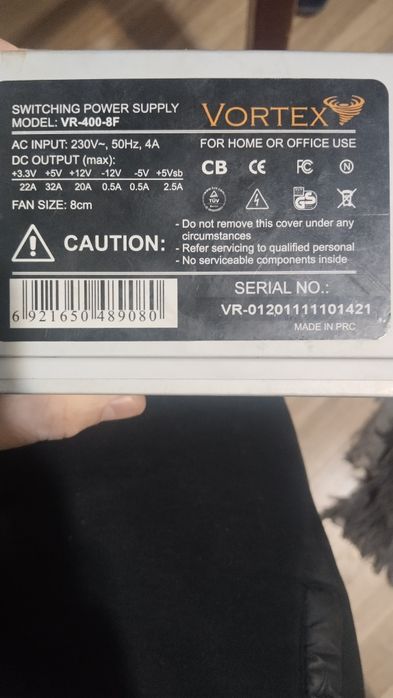 SWITCHING POWER SUPPLY
MODEL: VR-400-8F
VORTEX
AC INPUT: 230V~, 50Hz, 4A
DC OUTPUT (max):
+3.3V +5V +12V -12V -5V +5Vsb
22A 32A 20A 0.5A 0.5A 2.5A
FAN SIZE: 8cm
FOR HOME OR OFFICE USE
CB CE FC N
TÜV GS
CAUTION:
- Do not remove this cover under any
circumstances
- Refer servicing to qualified personal
- No serviceable components inside
6 921650 489080
SERIAL NO.:
VR-01201111101421
MADE IN PRC